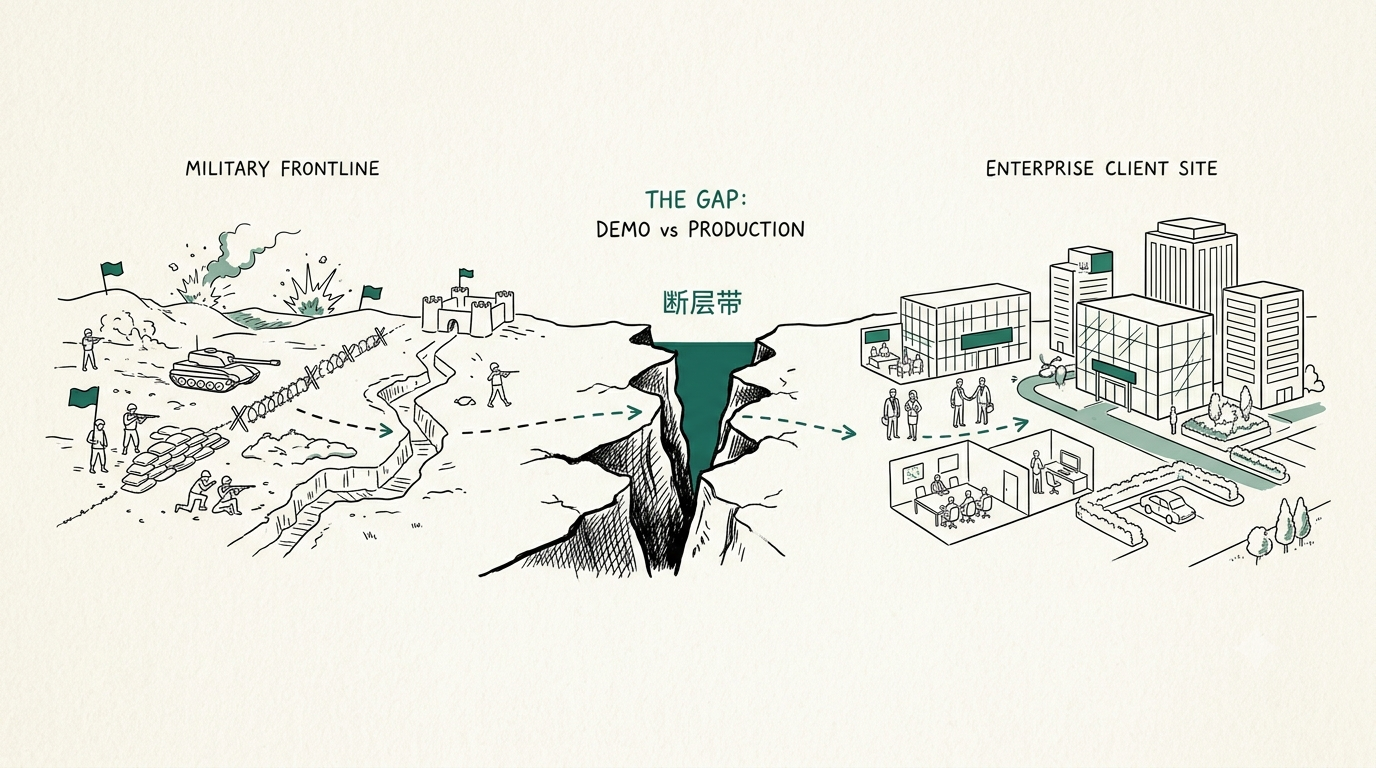 MILITARY FRONTLINE
THE GAP:
DEMO vs PRODUCTION
断层带
ENTERPRISE CLIENT SITE